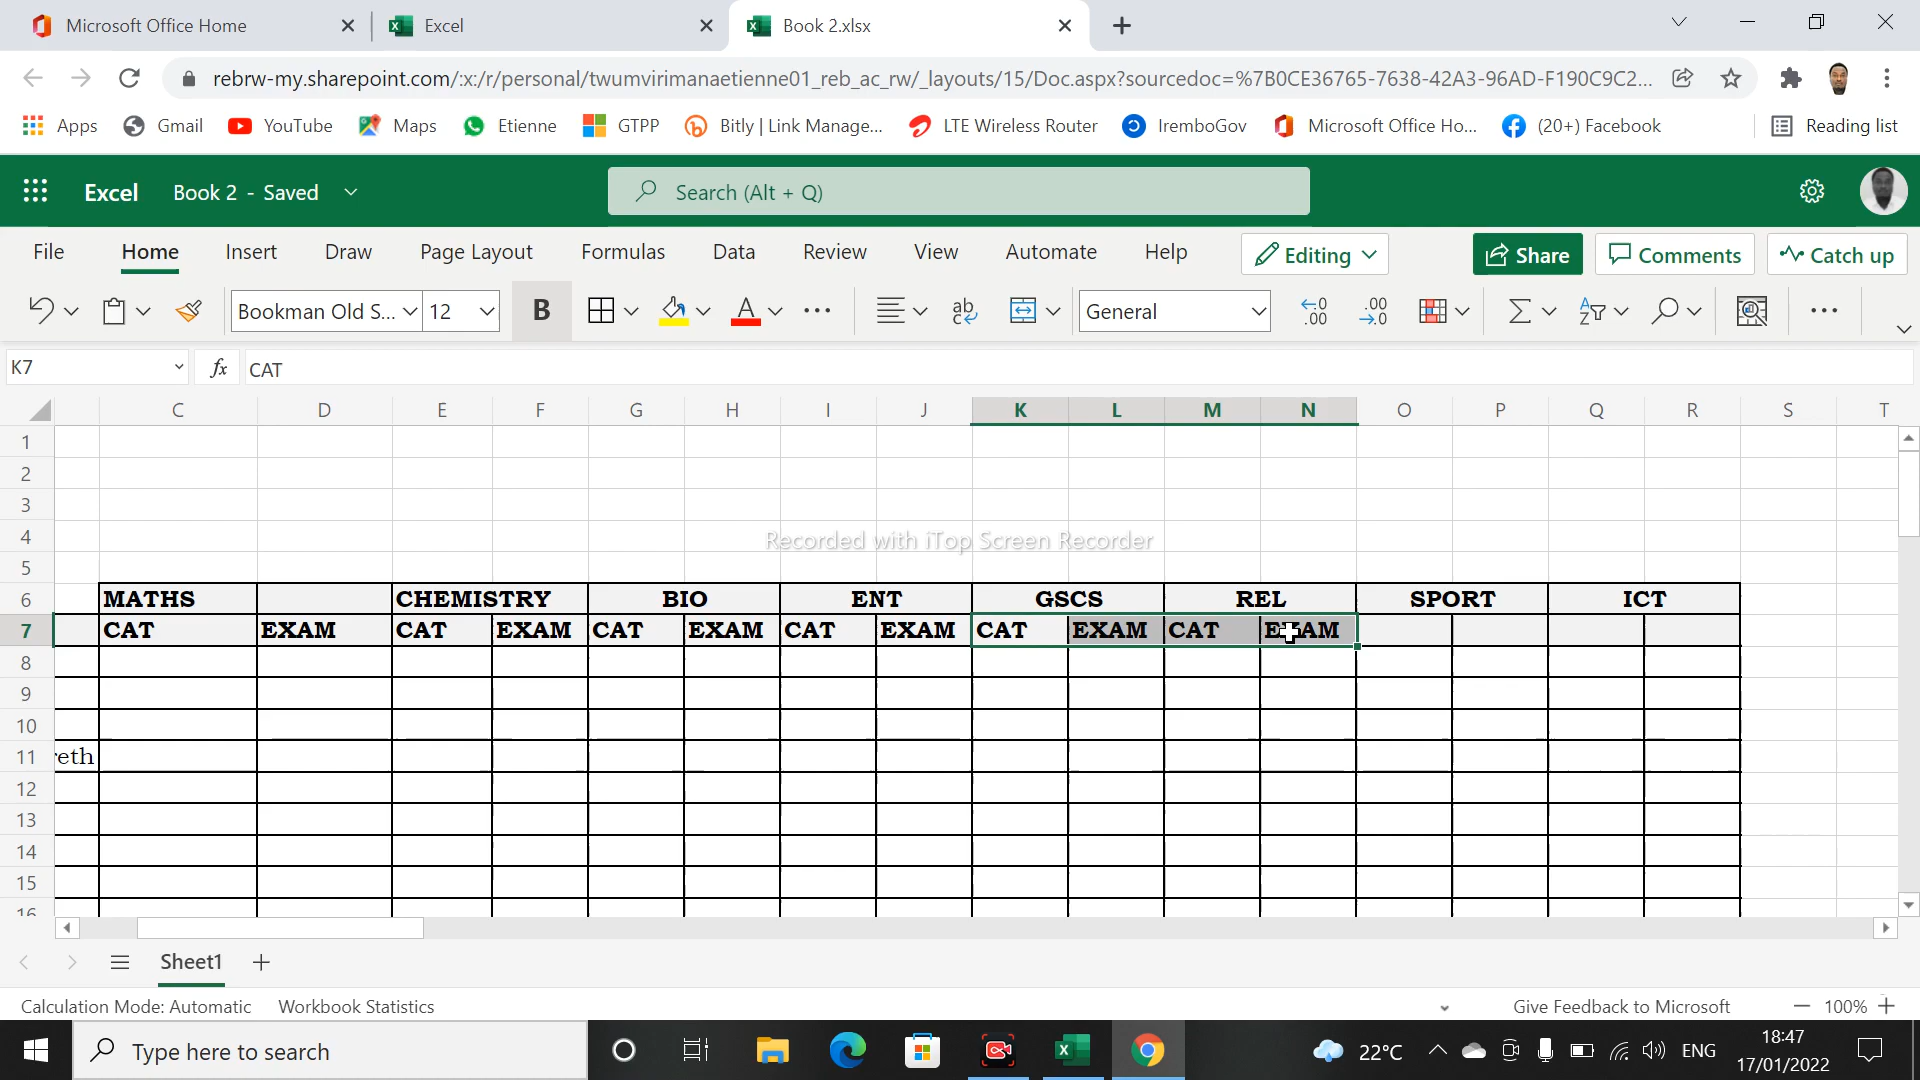 Microsoft Office Home
Excel
Book 2.xlsx
rebrw-my.sharepoint.com/:x:/r/personal/twumvirimanaetienne01_reb_ac_rw/_layouts/15/Doc.aspx?sourcedoc=%7B0CE36765-7638-42A3-96AD-F190C9C2...
Apps
Gmail
YouTube
Maps
Etienne
GTPP
Bitly | Link Manage...
LTE Wireless Router
IremboGov
Microsoft Office Ho...
(20+) Facebook
Reading list
Excel
Book 2 - Saved
Search (Alt + Q)
File Home Insert Draw Page Layout Formulas Data Review View Automate Help
Editing
Share
Comments
Catch up
Bookman Old S...
12
B
A
ab
General
←0 .00
.00 →0
K7
fx
CAT
C D E F G H I J K L M N O P Q R S T
1
2
3
4
Recorded with iTop Screen Recorder
5
6 MATHS CHEMISTRY BIO ENT GSCS REL SPORT ICT
7 CAT EXAM CAT EXAM CAT EXAM CAT EXAM CAT EXAM CAT EXAM
8
9
10
11 reth
12
13
14
15
16
Sheet1
Calculation Mode: Automatic
Workbook Statistics
Give Feedback to Microsoft
100%
Type here to search
22°C
ENG
18:47
17/01/2022